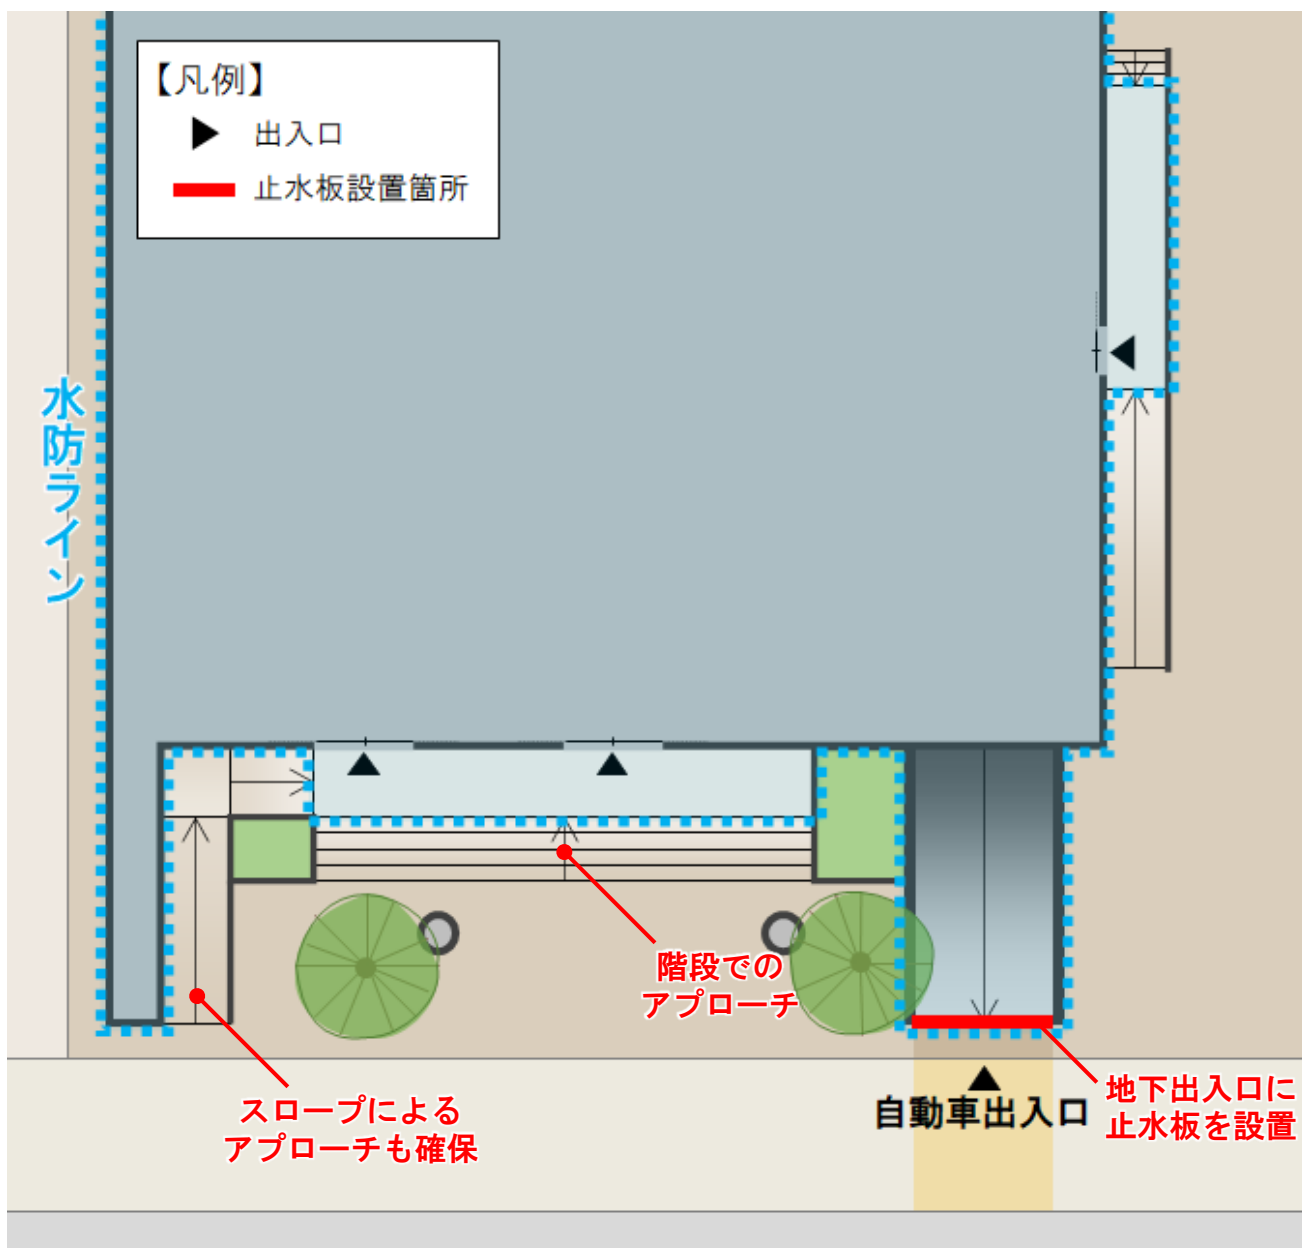 【凡例】
出入口
止水板設置箇所
水防ライン
階段での
アプローチ
スロープによる
アプローチも確保
自動車出入口
地下出入口に
止水板を設置